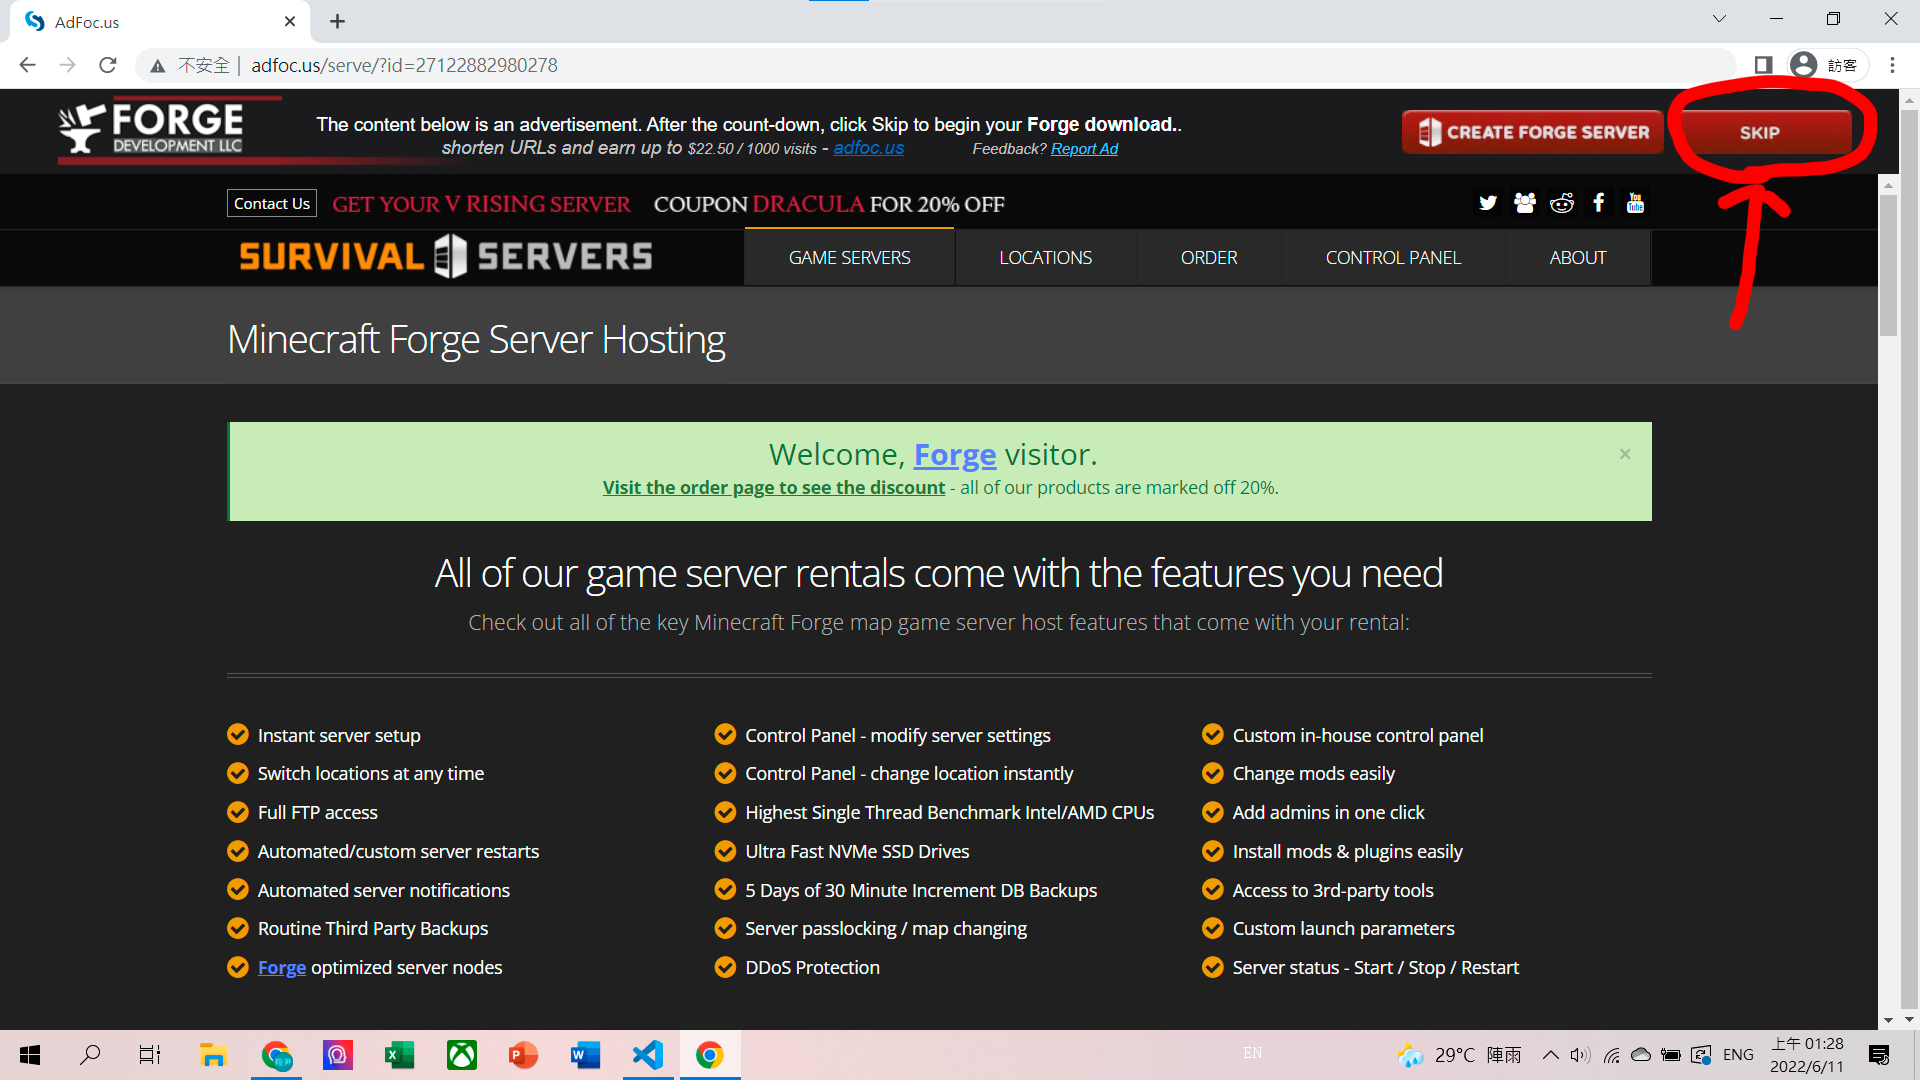 AdFoc.us
不安全 | adfoc.us/serve/?id=27122882980278
訪客
FORGE
DEVELOPMENT LLC
The content below is an advertisement. After the count-down, click Skip to begin your Forge download..
shorten URLs and earn up to $22.50 / 1000 visits - adfoc.us Feedback? Report Ad
CREATE FORGE SERVER
SKIP
Contact Us
GET YOUR V RISING SERVER COUPON DRACULA FOR 20% OFF
You Tube
SURVIVAL SERVERS
GAME SERVERS
LOCATIONS
ORDER
CONTROL PANEL
ABOUT
Minecraft Forge Server Hosting
Welcome, Forge visitor.
×
Visit the order page to see the discount - all of our products are marked off 20%.
All of our game server rentals come with the features you need
Check out all of the key Minecraft Forge map game server host features that come with your rental:
Instant server setup
Switch locations at any time
Full FTP access
Automated/custom server restarts
Automated server notifications
Routine Third Party Backups
Forge optimized server nodes
Control Panel - modify server settings
Control Panel - change location instantly
Highest Single Thread Benchmark Intel/AMD CPUs
Ultra Fast NVMe SSD Drives
5 Days of 30 Minute Increment DB Backups
Server passlocking / map changing
DDoS Protection
Custom in-house control panel
Change mods easily
Add admins in one click
Install mods & plugins easily
Access to 3rd-party tools
Custom launch parameters
Server status - Start / Stop / Restart
EN
29°C 陣雨
ENG
上午 01:28
2022/6/11